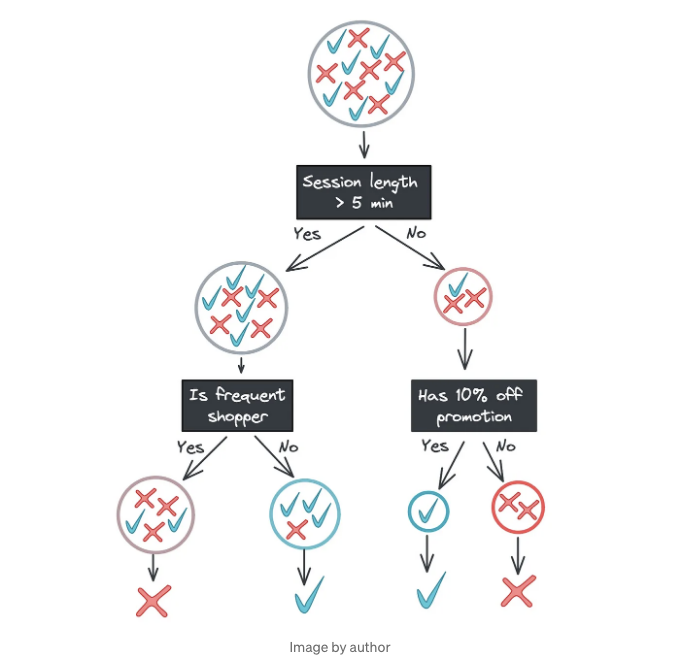 Session length
> 5 min
Yes
No
Is frequent
shopper
Has 10% off
promotion
Yes
No
Yes
No
Image by author